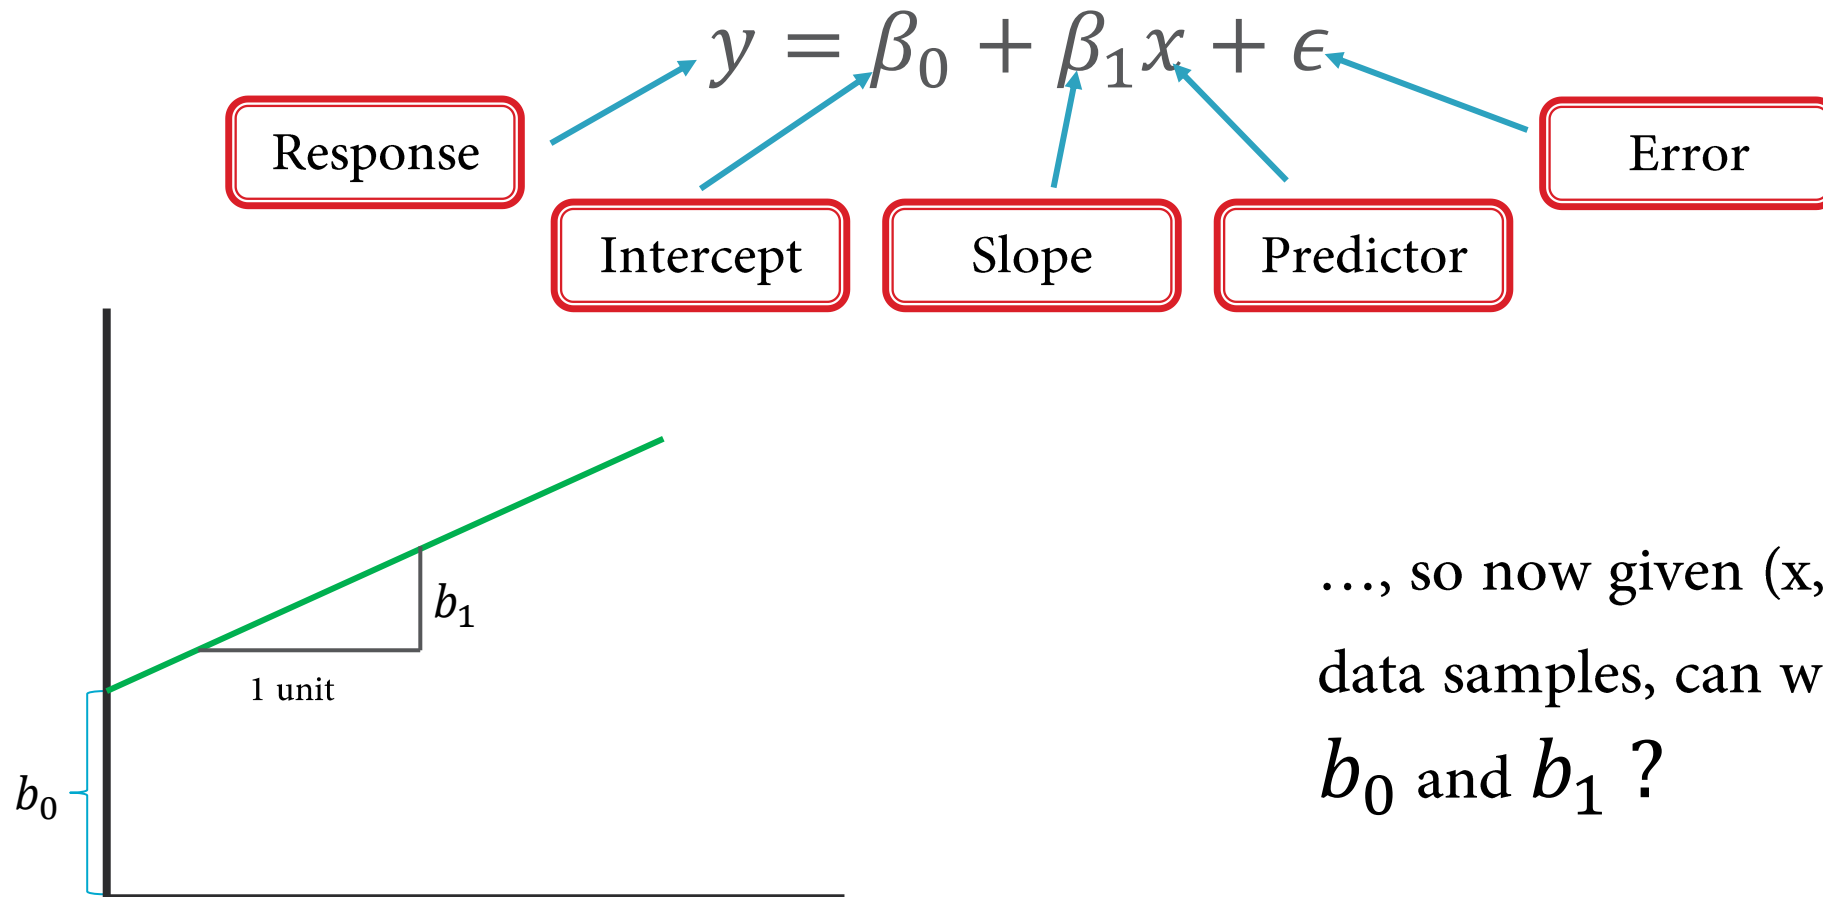 y = β₀ + β₁x + ϵ
Response
Error
Intercept
Slope
Predictor
b₁
1 unit
b₀
…, so now given (x,
data samples, can
b₀ and b₁ ?